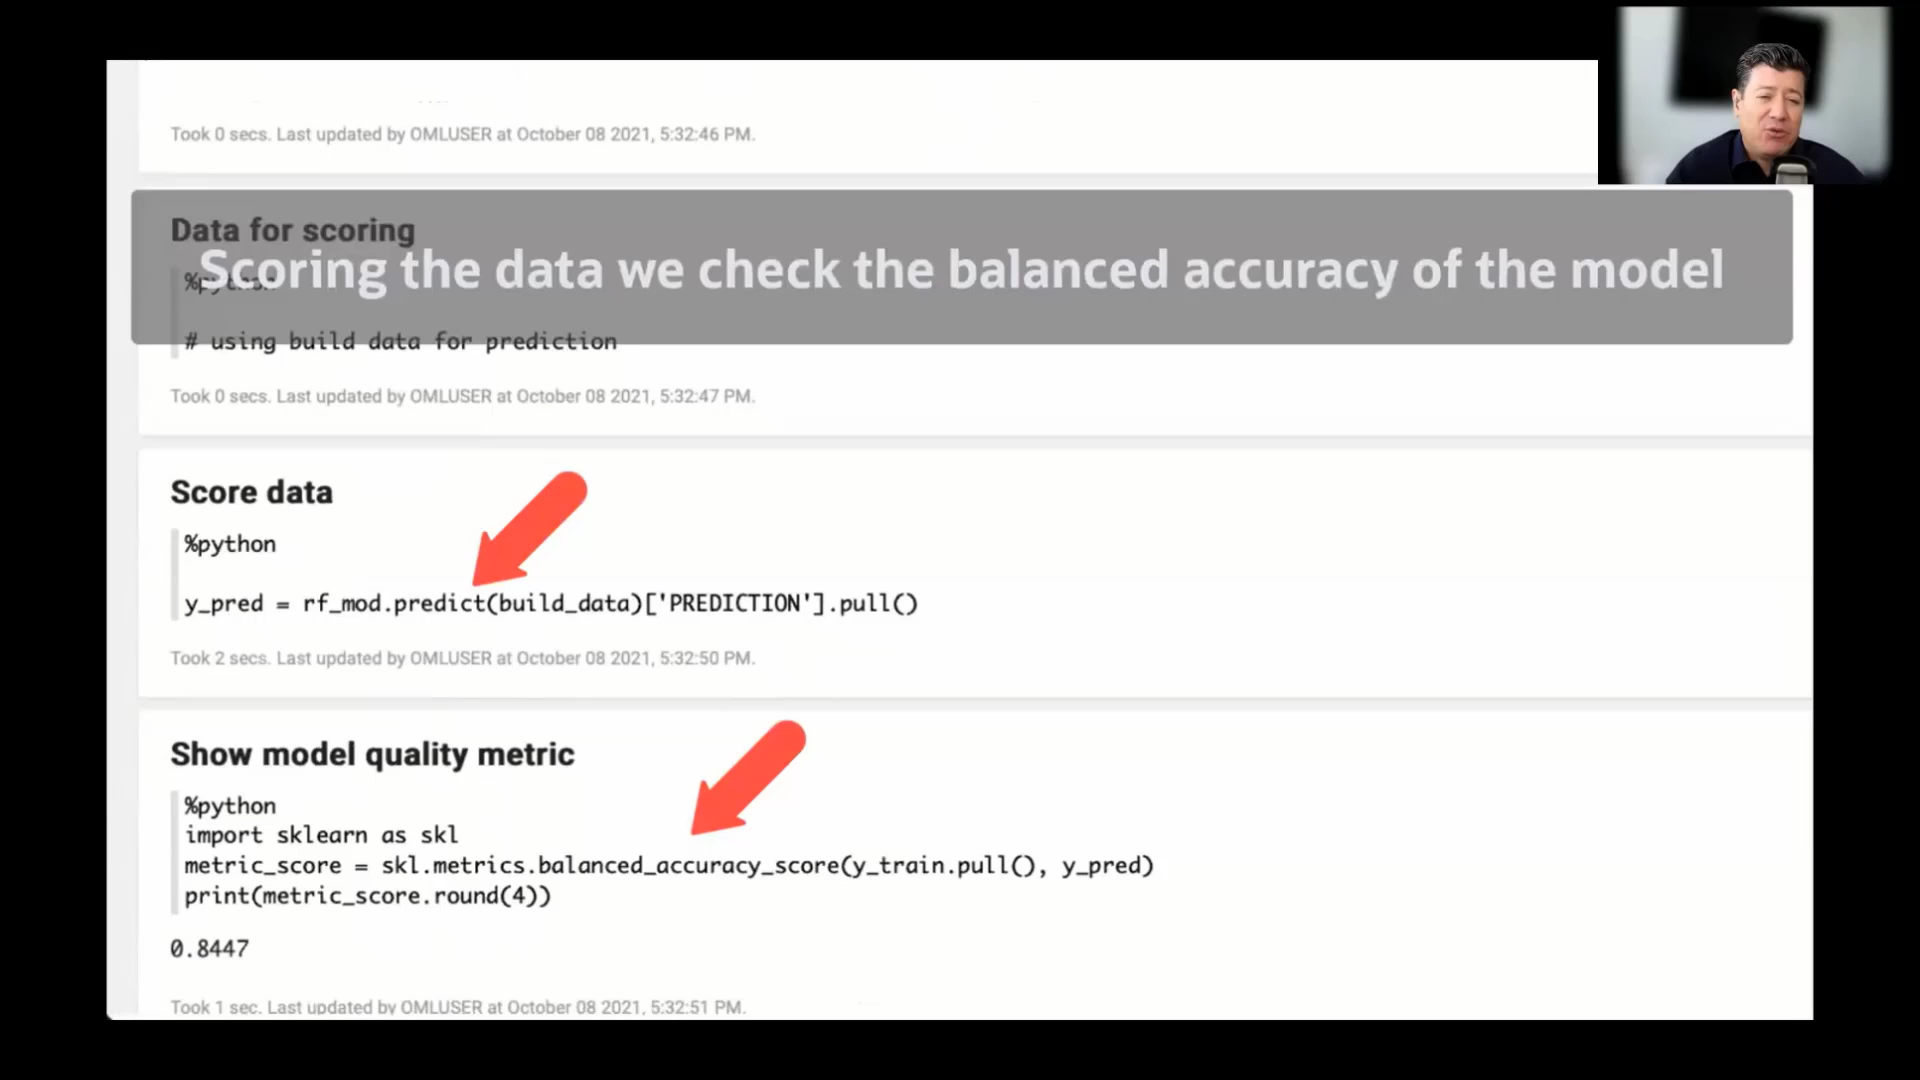 Took 0 secs. Last updated by OMLUSER at October 08 2021, 5:32:46 PM.
Data for scoring
Scoring the data we check the balanced accuracy of the model
%python
# using build data for prediction
Took 0 secs. Last updated by OMLUSER at October 08 2021, 5:32:47 PM.
Score data
%python
y_pred = rf_mod.predict(build_data)['PREDICTION'].pull()
Took 2 secs. Last updated by OMLUSER at October 08 2021, 5:32:50 PM.
Show model quality metric
%python
import sklearn as skl
metric_score = skl.metrics.balanced_accuracy_score(y_train.pull(), y_pred)
print(metric_score.round(4))
0.8447
Took 1 sec. Last updated by OMLUSER at October 08 2021, 5:32:51 PM.